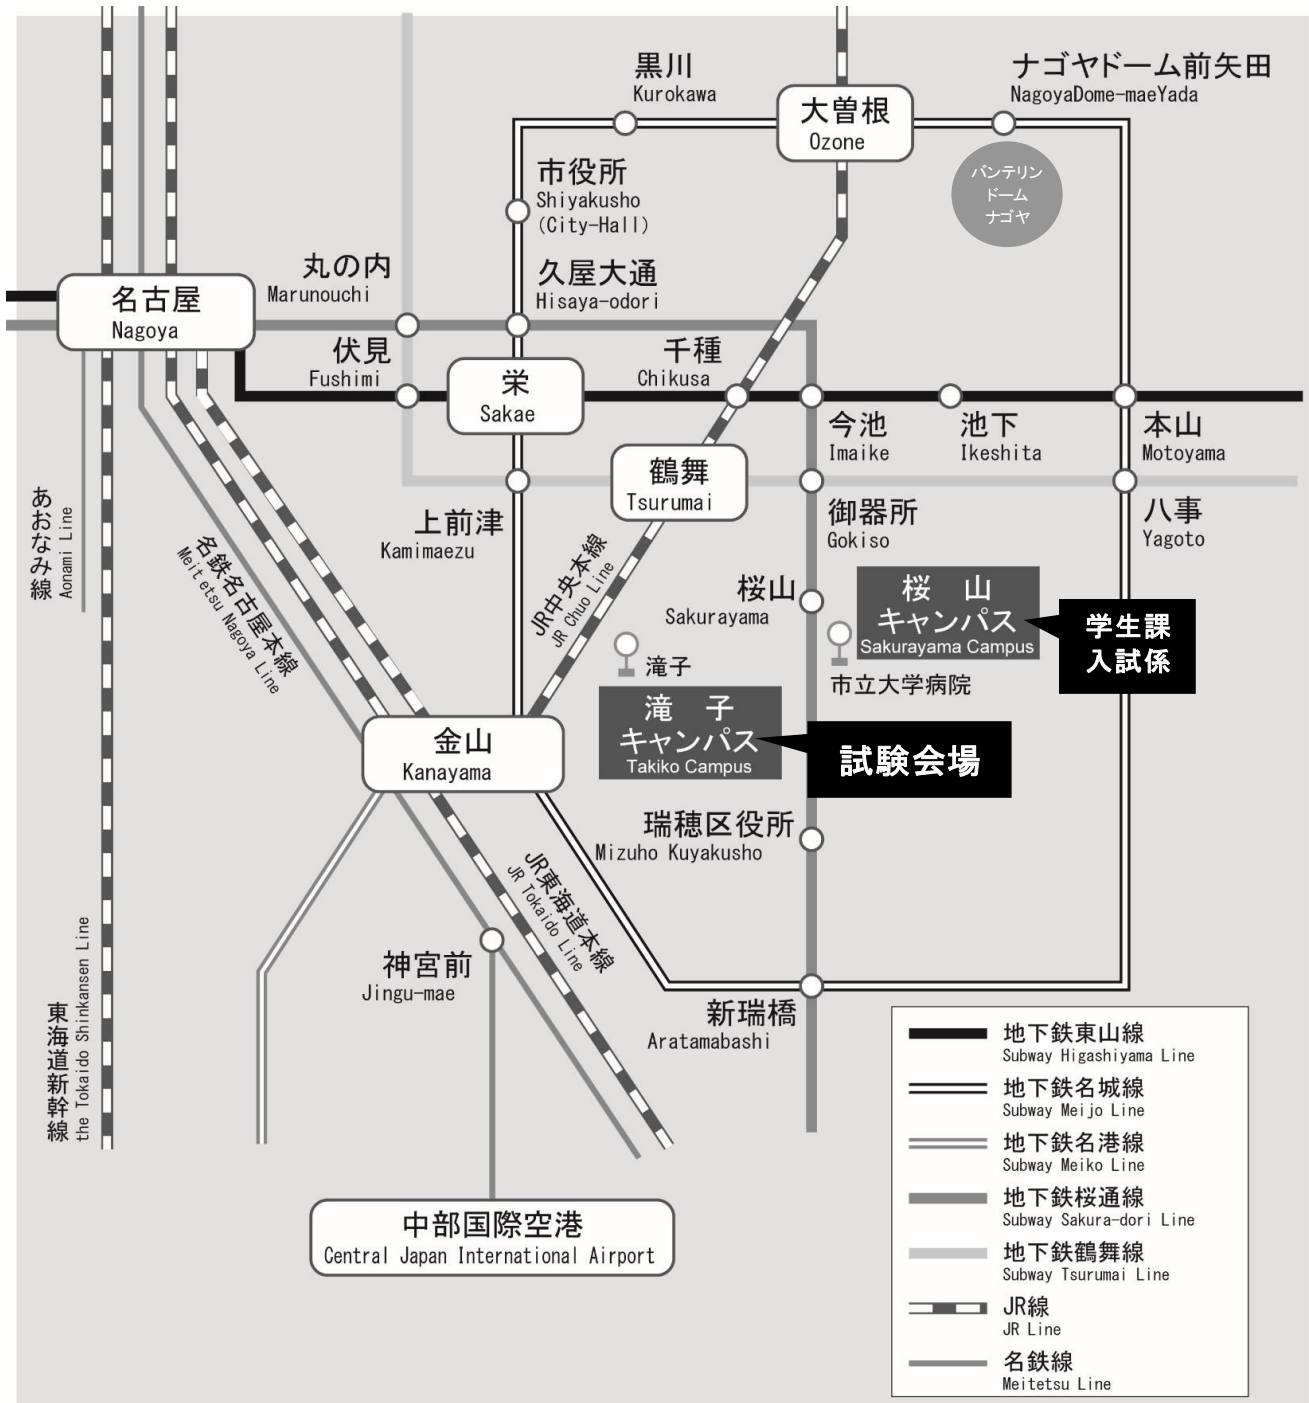 黒川
Kurokawa
ナゴヤドーム前矢田
NagoyaDome-maeYada
大曽根
Ozone
バンテリン
ドーム
ナゴヤ
市役所
Shiyakusho
(City-Hall)
丸の内
Marunouchi
久屋大通
Hisaya-odori
名古屋
Nagoya
伏見
Fushimi
栄
Sakae
千種
Chikusa
今池
Imaike
池下
Ikeshita
本山
Motoyama
鶴舞
Tsurumai
上前津
Kamimaezu
御器所
Gokiso
八事
Yagoto
あおなみ線
Aonami Line
名鉄名古屋本線
Meitetsu Nagoya Line
JR中央本線
JR Chuo Line
桜山
Sakurayama
桜 山
キャンパス
Sakurayama Campus
学生課
入試係
滝子
市立大学病院
滝 子
キャンパス
Takiko Campus
試験会場
金山
Kanayama
瑞穂区役所
Mizuho Kuyakusho
JR東海道本線
JR Tokaido Line
神宮前
Jingu-mae
東海道新幹線
the Tokaido Shinkansen Line
新瑞橋
Aratamabashi
中部国際空港
Central Japan International Airport
地下鉄東山線
Subway Higashiyama Line
地下鉄名城線
Subway Meijo Line
地下鉄名港線
Subway Meiko Line
地下鉄桜通線
Subway Sakura-dori Line
地下鉄鶴舞線
Subway Tsurumai Line
JR線
JR Line
名鉄線
Meitetsu Line